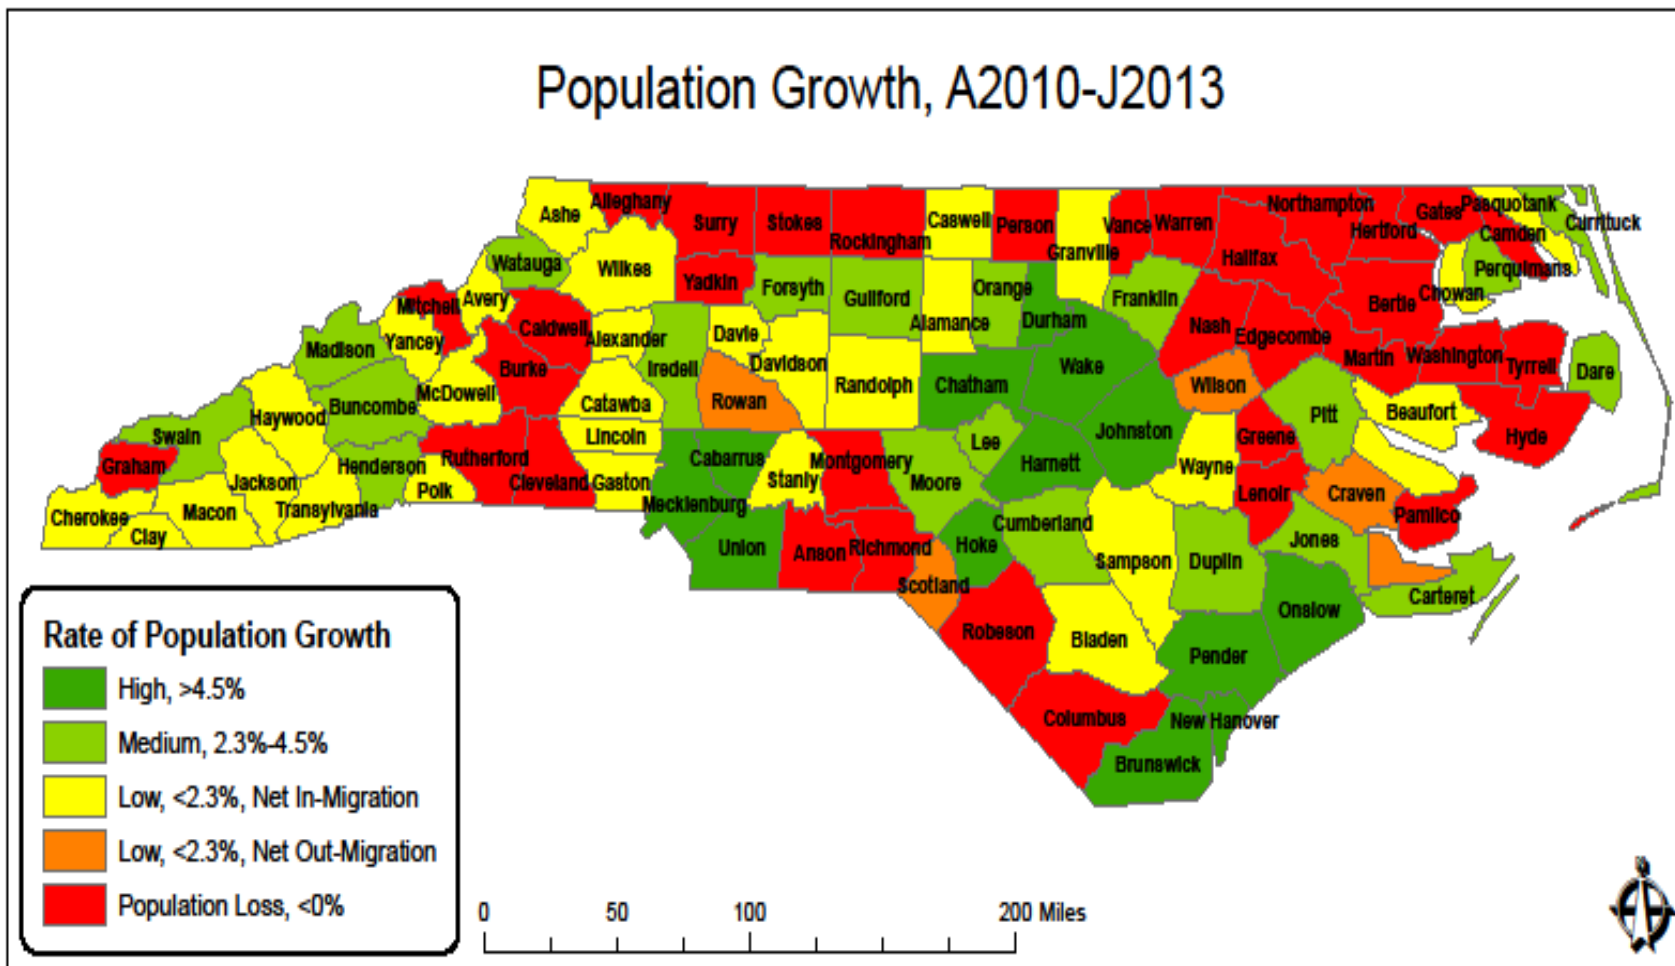 Population Growth, A2010-J2013
Ashe
Alleghany
Surry
Stokes
Rockingham
Caswell
Person
Granville
Vance
Warren
Northampton
Hertford
Gates
Pasquotank
Camden
Currituck
Halifax
Perquimans
Chowan
Bertie
Watauga
Wilkes
Yadkin
Forsyth
Guilford
Alamance
Orange
Durham
Franklin
Nash
Edgecombe
Martin
Washington
Tyrrell
Dare
Mitchell
Avery
Caldwell
Yancey
Madison
Alexander
Iredell
Davie
Davidson
Randolph
Chatham
Wake
Wilson
Pitt
Beaufort
Hyde
Burke
McDowell
Buncombe
Haywood
Swain
Graham
Catawba
Rowan
Lincoln
Lee
Johnston
Greene
Wayne
Harnett
Rutherford
Cleveland
Gaston
Henderson
Polk
Jackson
Transylvania
Macon
Cherokee
Clay
Cabarrus
Mecklenburg
Stanly
Montgomery
Moore
Lenoir
Craven
Pamlico
Union
Anson
Richmond
Hoke
Cumberland
Sampson
Duplin
Jones
Carteret
Scotland
Robeson
Bladen
Onslow
Pender
Columbus
New Hanover
Brunswick
Rate of Population Growth
High, >4.5%
Medium, 2.3%-4.5%
Low, <2.3%, Net In-Migration
Low, <2.3%, Net Out-Migration
Population Loss, <0%
0 50 100 200 Miles